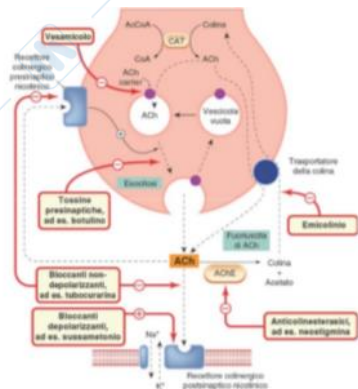 AcCoA
Colina
CAT
CoA
ACh
Vesamicolo
Recettore
colinergico
presinaptico
nicotinico
ACh
carrier
ACh
Vescicola
vuota
Esocitosi
Trasportatore
della colina
Tossine
presinaptiche,
ad es. botulino
Emicolinio
Fuoriuscita
di ACh
ACh
AChE
Colina
+
Acetato
Bloccanti non-
depolarizzanti,
ad es. tubocurarina
Bloccanti
depolarizzanti,
ad es. sussametonio
Anticolinesterasici,
ad es. neostigmina
Na+
K+
Recettore colinergico
postsinaptico nicotinico